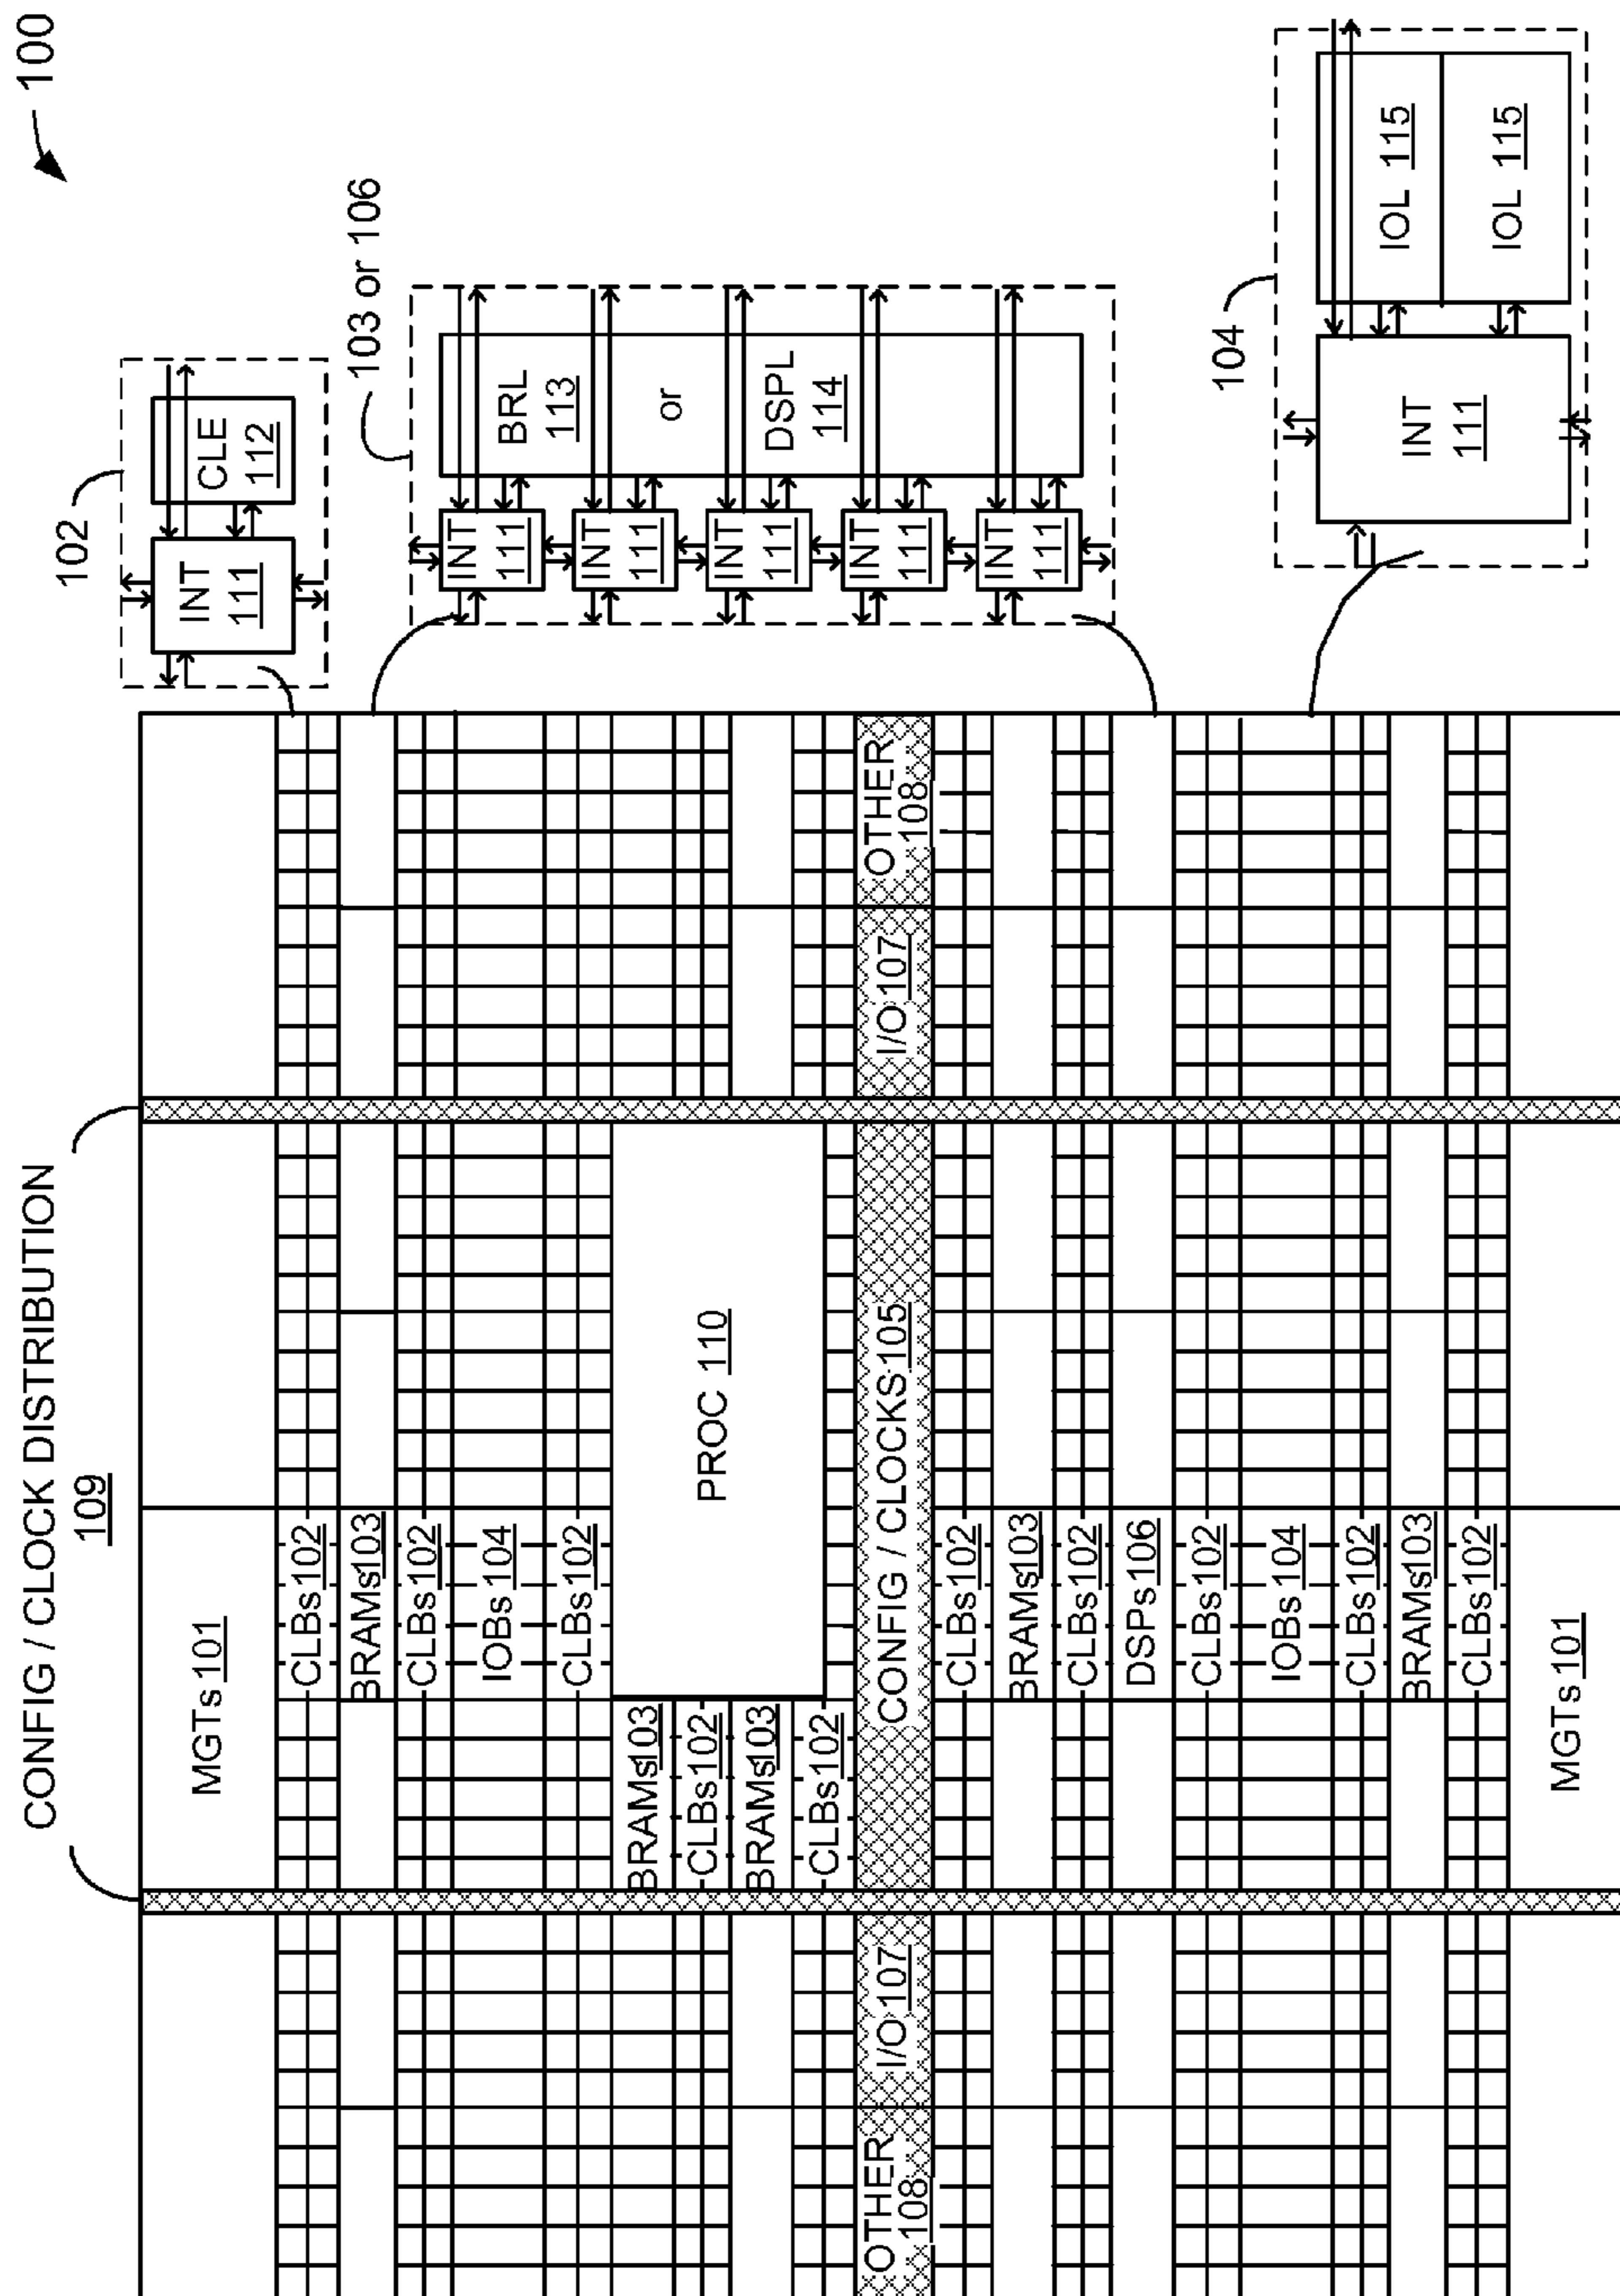 100
CONFIG / CLOCK DISTRIBUTION
109
MGTs 101
CLBs 102
BRAMs 103
CLBs 102
IOBs 104
CLBs 102
BRAMs 103
CLBs 102
BRAMs 103
CLBs 102
PROC 110
OTHER
108
I/O 107
CONFIG / CLOCKS 105
I/O 107
OTHER
108
CLBs 102
BRAMs 103
CLBs 102
DSPs 106
CLBs 102
IOBs 104
CLBs 102
BRAMs 103
CLBs 102
MGTs 101
102
INT
111
CLE
112
103 or 106
INT
111
INT
111
INT
111
INT
111
INT
111
BRL
113
or
DSPL
114
104
INT
111
IOL 115
IOL 115